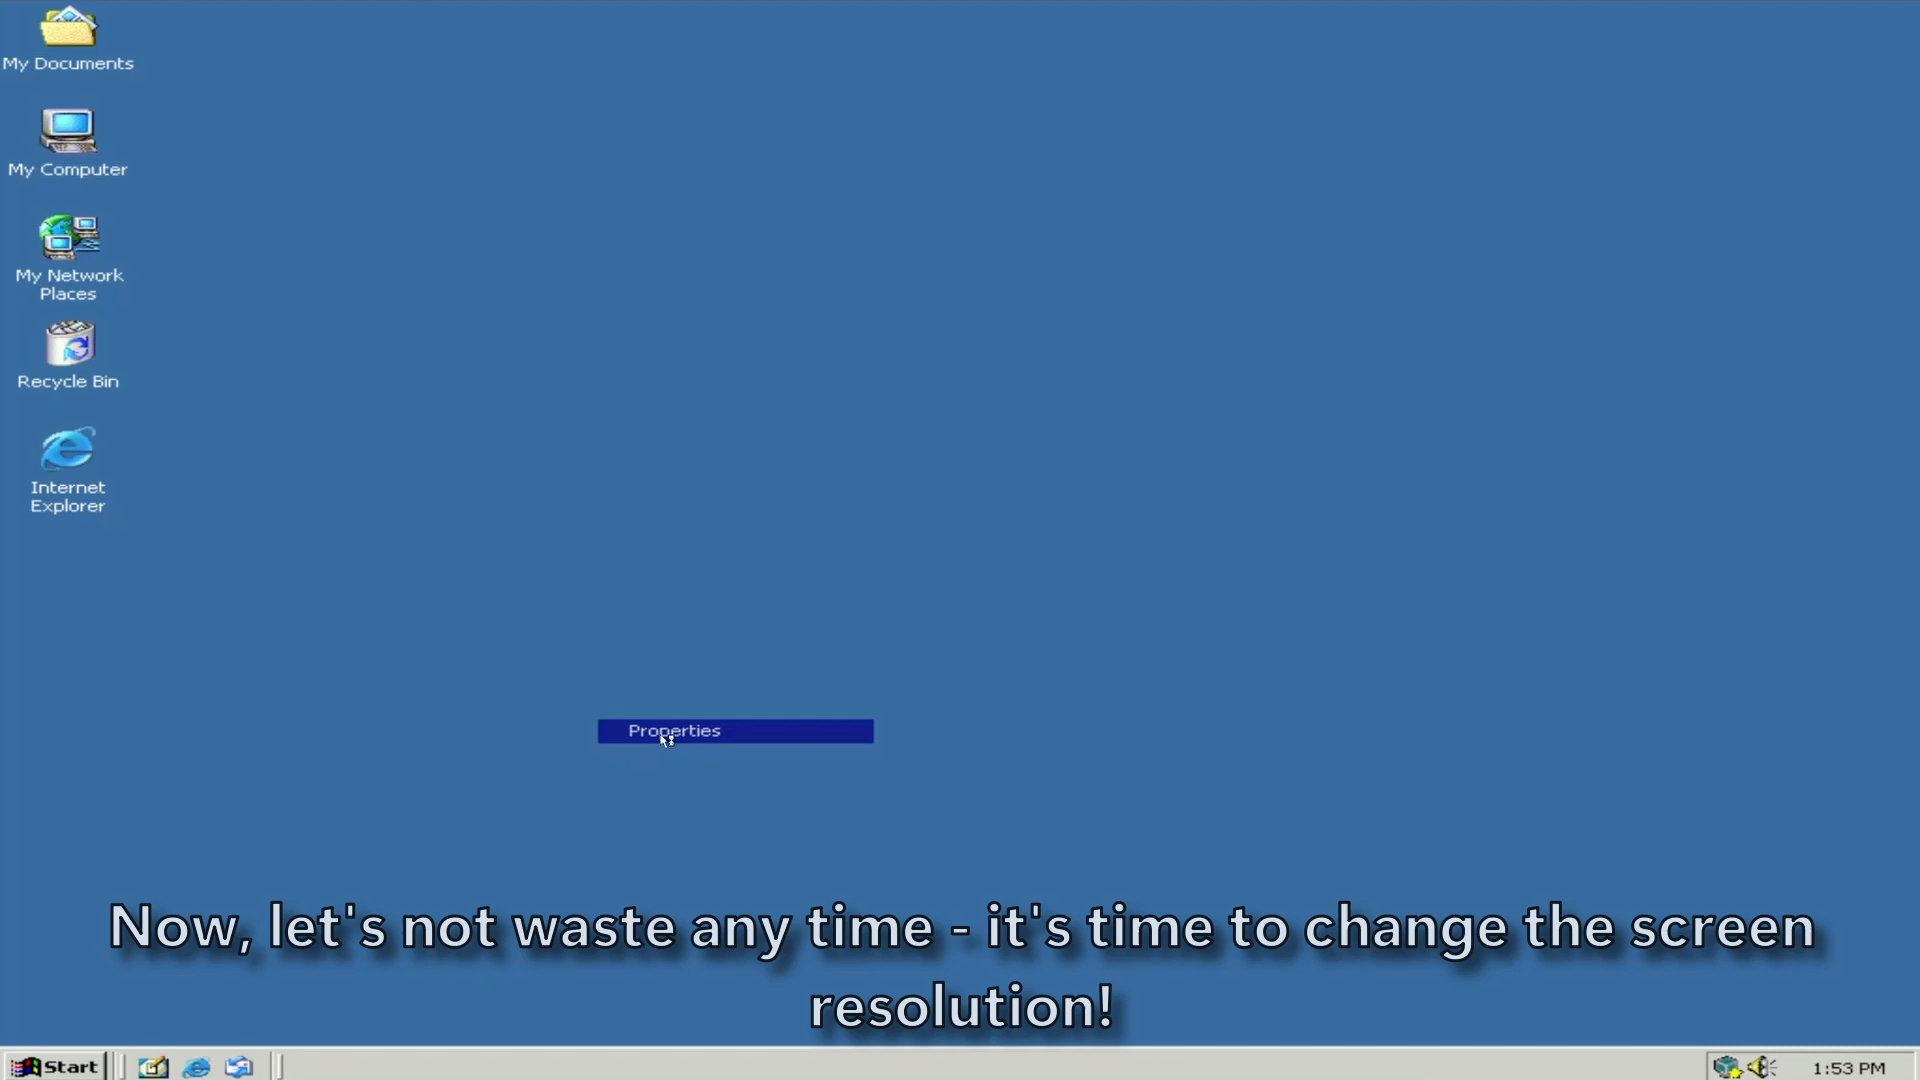 My Documents
My Computer
My Network
Places
Recycle Bin
Internet
Explorer
Properties
Now, let's not waste any time - it's time to change the screen
resolution!
Start
1:53 PM